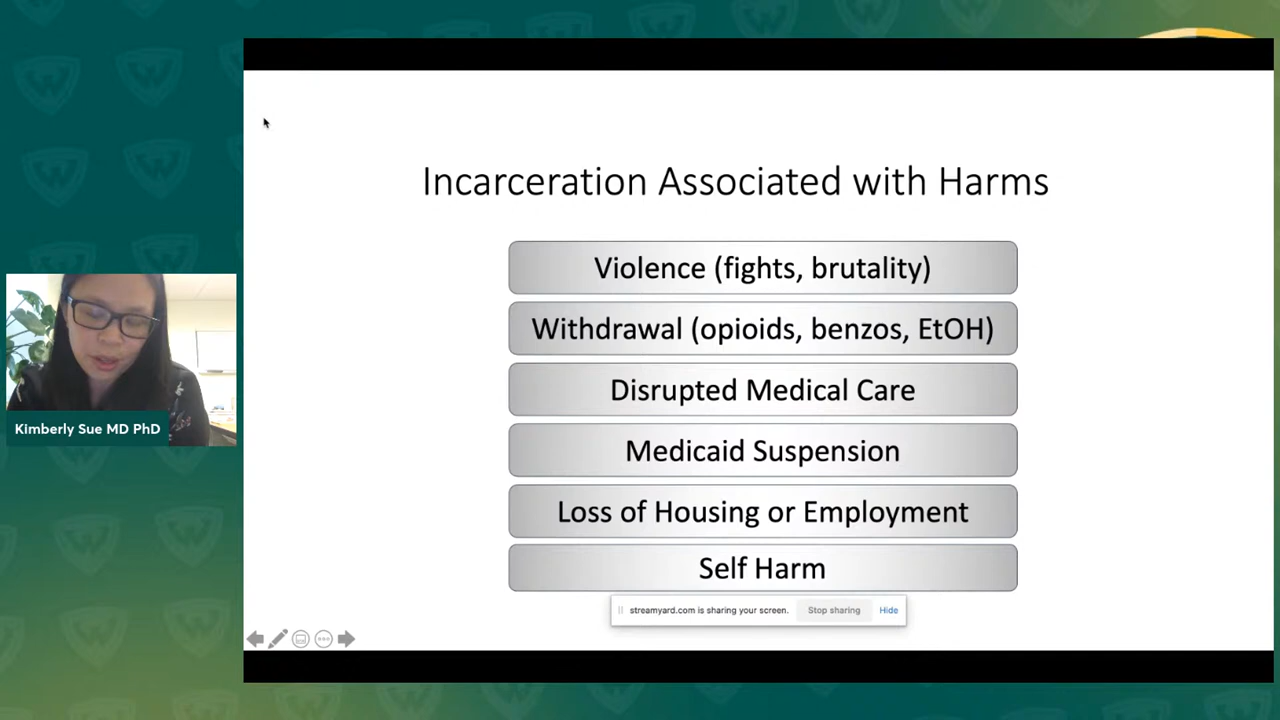 Incarceration Associated with Harms
Violence (fights, brutality)
Withdrawal (opioids, benzos, EtOH)
Disrupted Medical Care
Medicaid Suspension
Loss of Housing or Employment
Self Harm
streamyard.com is sharing your screen. Stop sharing Hide
Kimberly Sue MD PhD